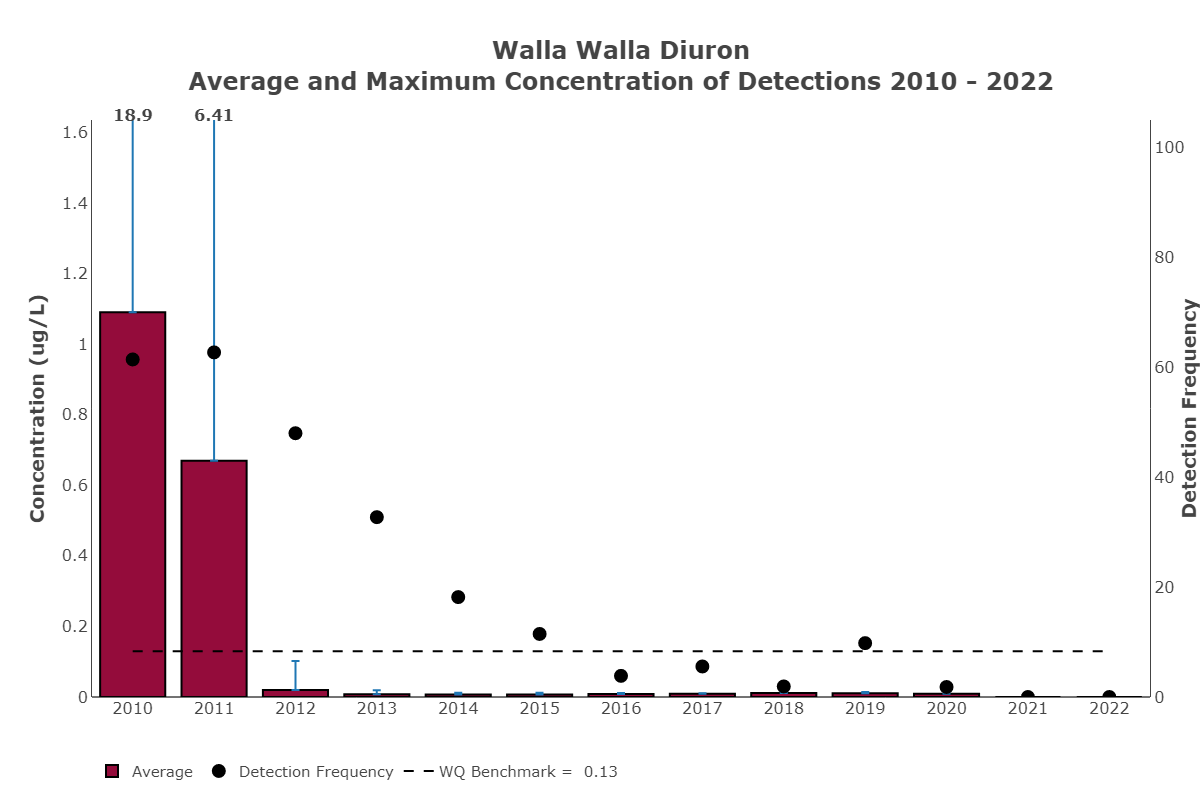 Walla Walla Diuron
Average and Maximum Concentration of Detections 2010 - 2022
18.9 6.41
1.6
1.4
1.2
1
0.8
0.6
0.4
0.2
0
Concentration (ug/L)
100
80
60
40
20
0
Detection Frequency
2010 2011 2012 2013 2014 2015 2016 2017 2018 2019 2020 2021 2022
Average Detection Frequency WQ Benchmark = 0.13